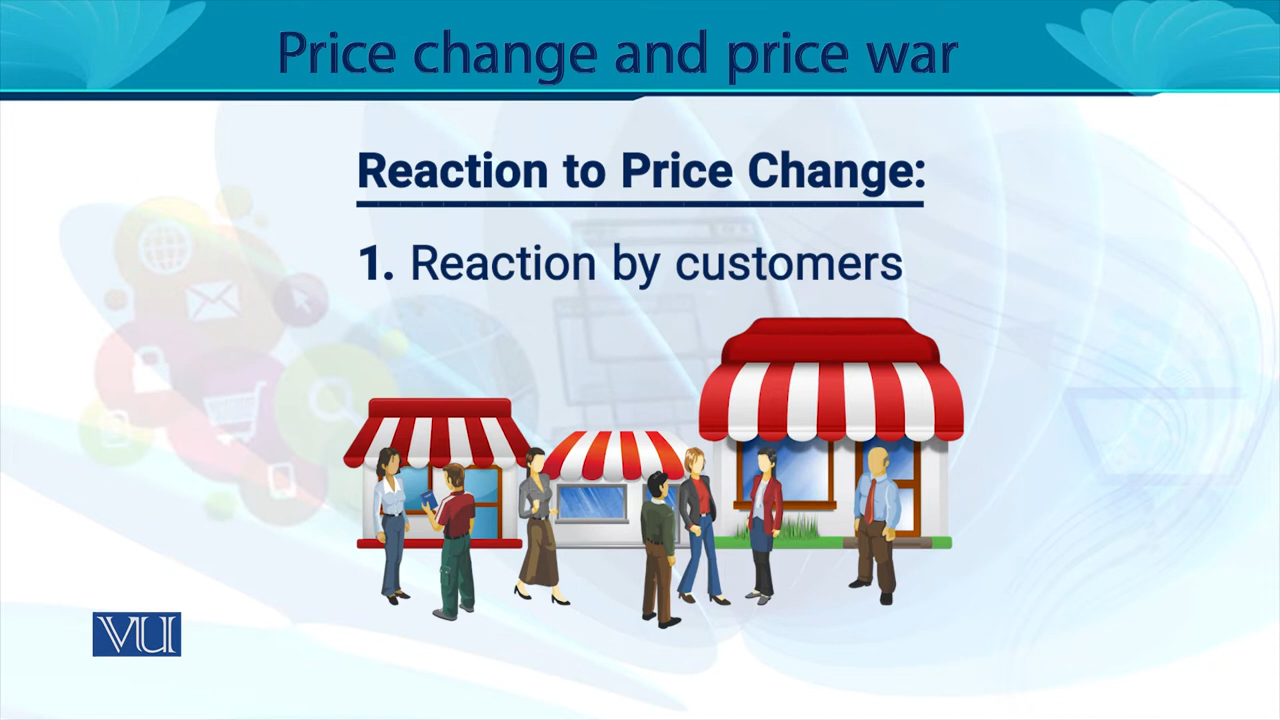 Price change and price war
Reaction to Price Change:
1. Reaction by customers
VU